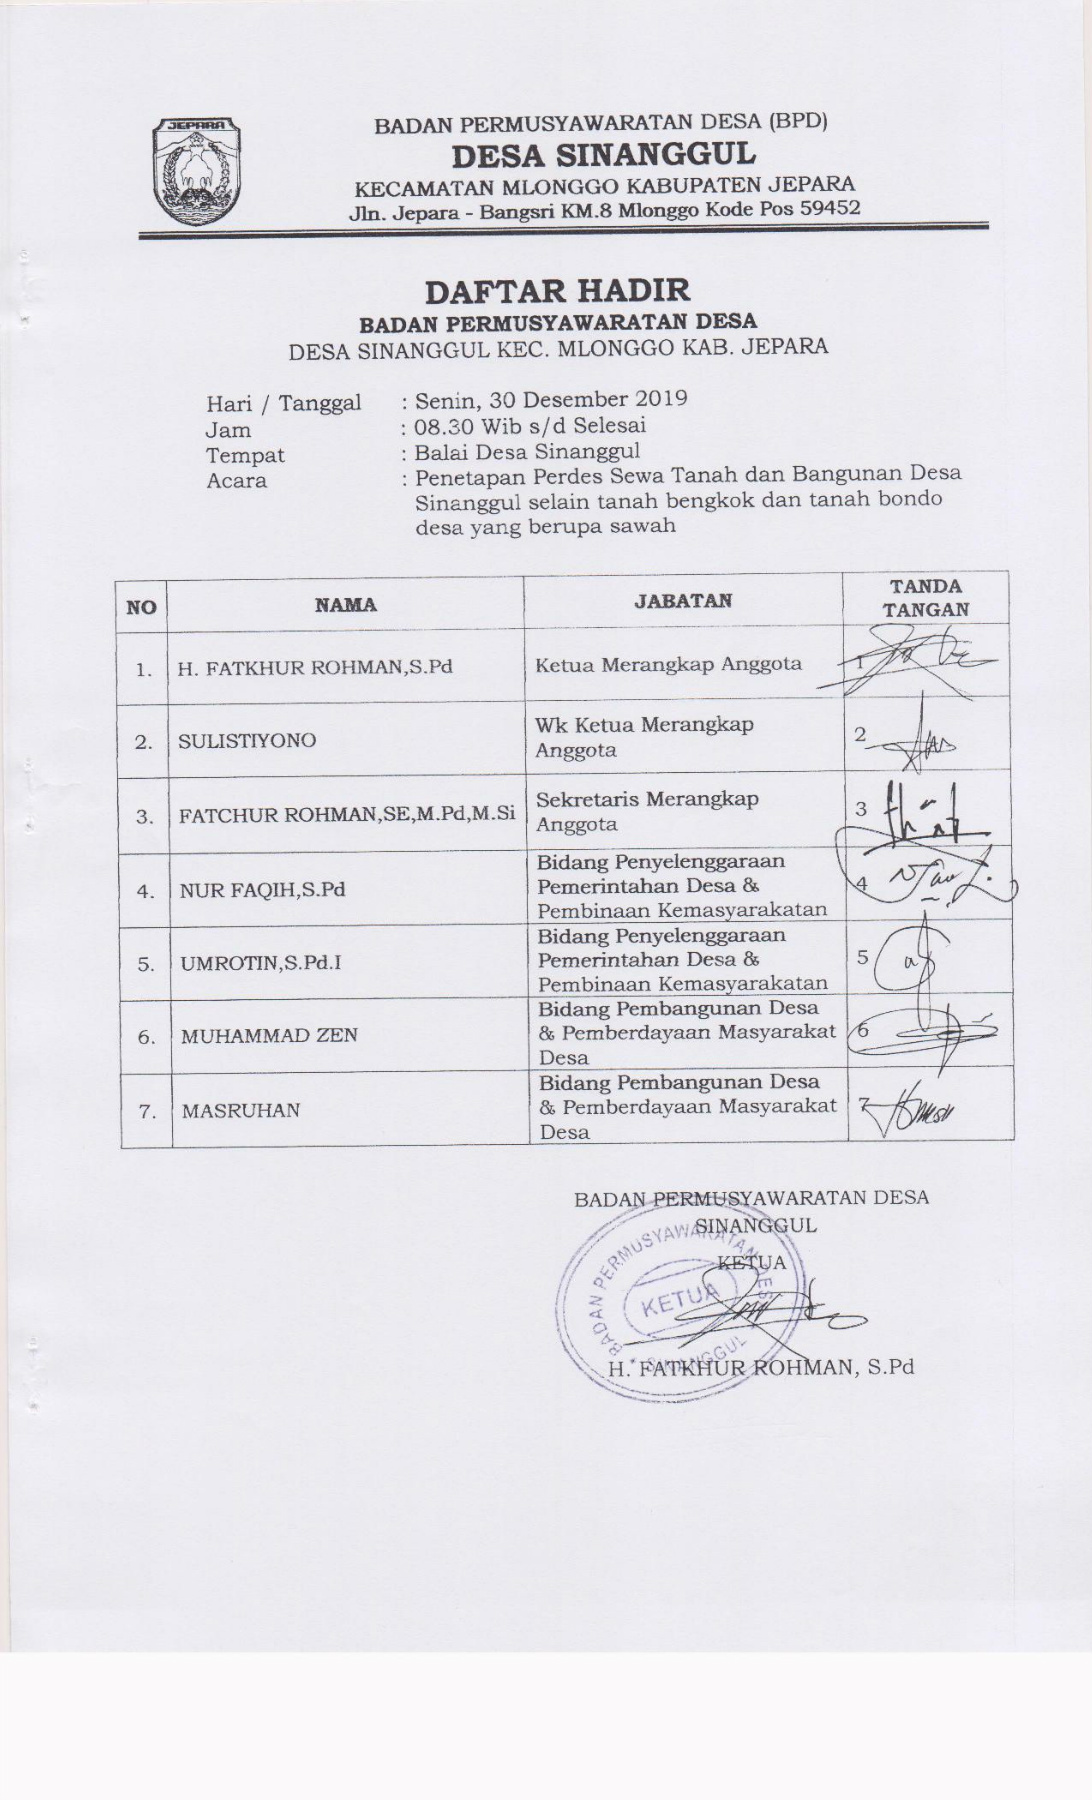 JEPARA
BADAN PERMUSYAWARATAN DESA (BPD)
DESA SINANGGUL
KECAMATAN MLONGGO KABUPATEN JEPARA
Jln. Jepara - Bangsri KM.8 Mlonggo Kode Pos 59452
DAFTAR HADIR
BADAN PERMUSYAWARATAN DESA
DESA SINANGGUL KEC. MLONGGO KAB. JEPARA
Hari / Tanggal : Senin, 30 Desember 2019
Jam : 08.30 Wib s/d Selesai
Tempat : Balai Desa Sinanggul
Acara : Penetapan Perdes Sewa Tanah dan Bangunan Desa
Sinanggul selain tanah bengkok dan tanah bondo
desa yang berupa sawah
NO NAMA JABATAN TANDA
TANGAN
1. H. FATKHUR ROHMAN,S.Pd Ketua Merangkap Anggota 1
2. SULISTIYONO Wk Ketua Merangkap
Anggota 2
3. FATCHUR ROHMAN,SE,M.Pd,M.Si Sekretaris Merangkap
Anggota 3
4. NUR FAQIH,S.Pd Bidang Penyelenggaraan
Pemerintahan Desa &
Pembinaan Kemasyarakatan 4
5. UMROTIN,S.Pd.I Bidang Penyelenggaraan
Pemerintahan Desa &
Pembinaan Kemasyarakatan 5
6. MUHAMMAD ZEN Bidang Pembangunan Desa
& Pemberdayaan Masyarakat
Desa 6
7. MASRUHAN Bidang Pembangunan Desa
& Pemberdayaan Masyarakat
Desa 7
BADAN PERMUSYAWARATAN DESA
SINANGGUL
KETUA
BADAN PERMUSYAWARATAN DESA
KETUA
* SINANGGUL
H. FATKHUR ROHMAN, S.Pd